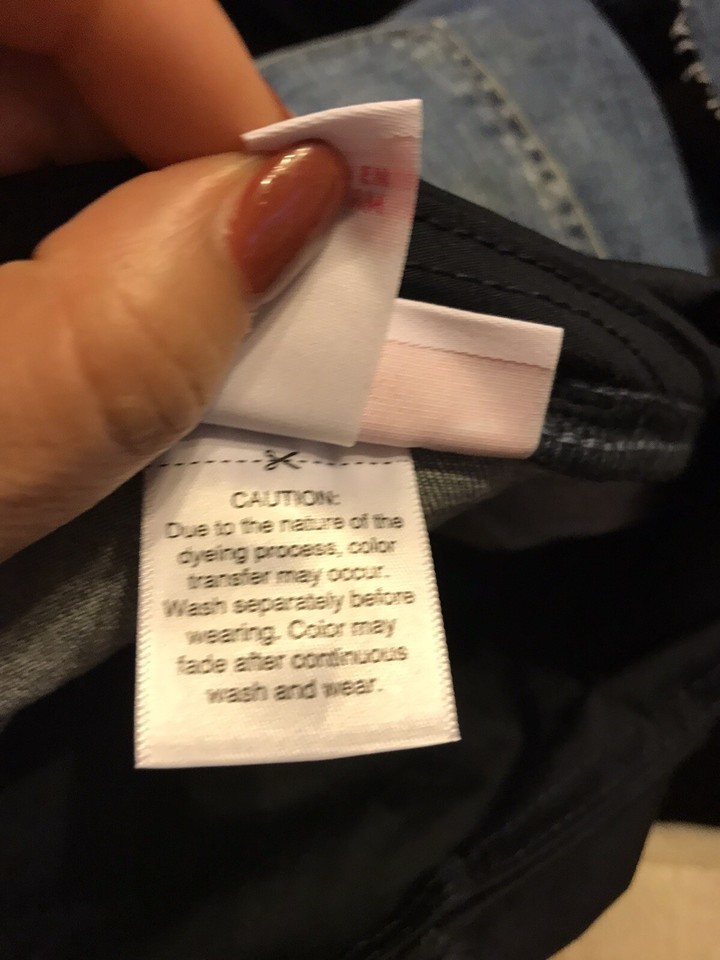 EN
CAUTION:
Due to the nature of the
dyeing process, color
transfer may occur.
Wash separately before
wearing. Color may
fade after continuous
wash and wear.